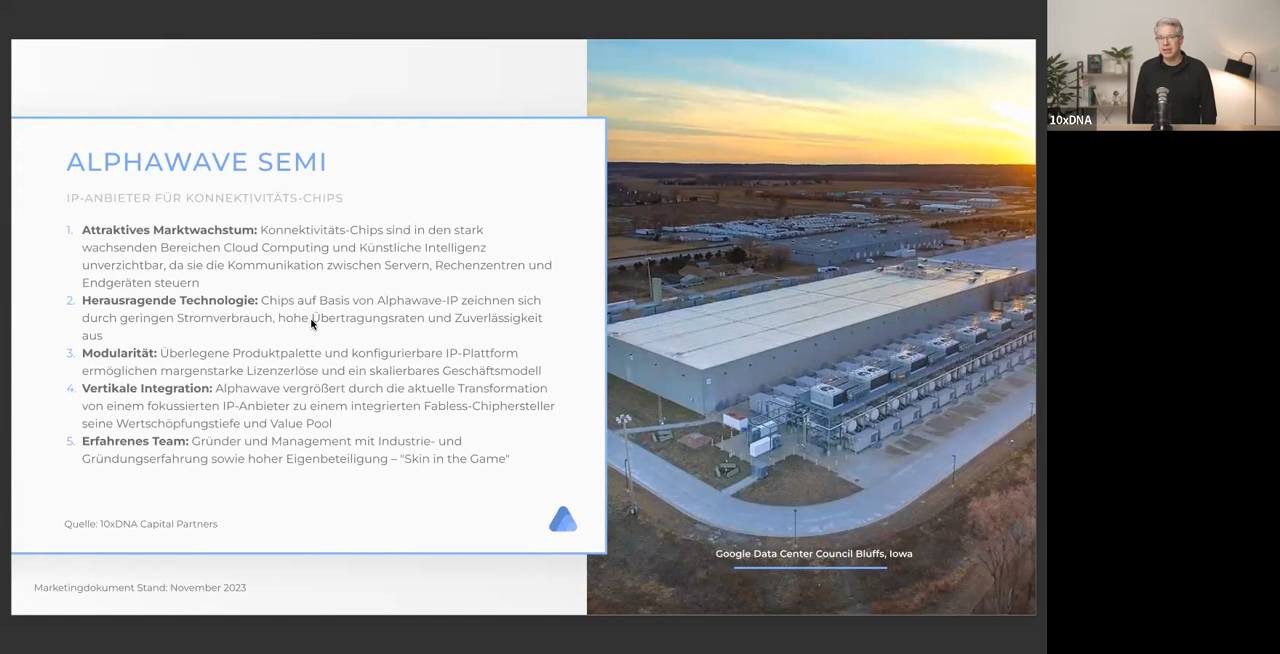 ALPHAWAVE SEMI
IP-ANBIETER FÜR KONNEKTIVITÄTS-CHIPS
1. Attraktives Marktwachstum: Konnektivitäts-Chips sind in den stark
wachsenden Bereichen Cloud Computing und Künstliche Intelligenz
unverzichtbar, da sie die Kommunikation zwischen Servern, Rechenzentren und
Endgeräten steuern
2. Herausragende Technologie: Chips auf Basis von Alphawave-IP zeichnen sich
durch geringen Stromverbrauch, hohe Übertragungsraten und Zuverlässigkeit
aus
3. Modularität: Überlegene Produktpalette und konfigurierbare IP-Plattform
ermöglichen margenstarke Lizenzerlöse und ein skalierbares Geschäftsmodell
4. Vertikale Integration: Alphawave vergrößert durch die aktuelle Transformation
von einem fokussierten IP-Anbieter zu einem integrierten Fabless-Chiphersteller
seine Wertschöpfungstiefe und Value Pool
5. Erfahrenes Team: Gründer und Management mit Industrie- und
Gründungserfahrung sowie hoher Eigenbeteiligung – "Skin in the Game"
Quelle: 10xDNA Capital Partners
Marketingdokument Stand: November 2023
Google Data Center Council Bluffs, Iowa
10xDNA